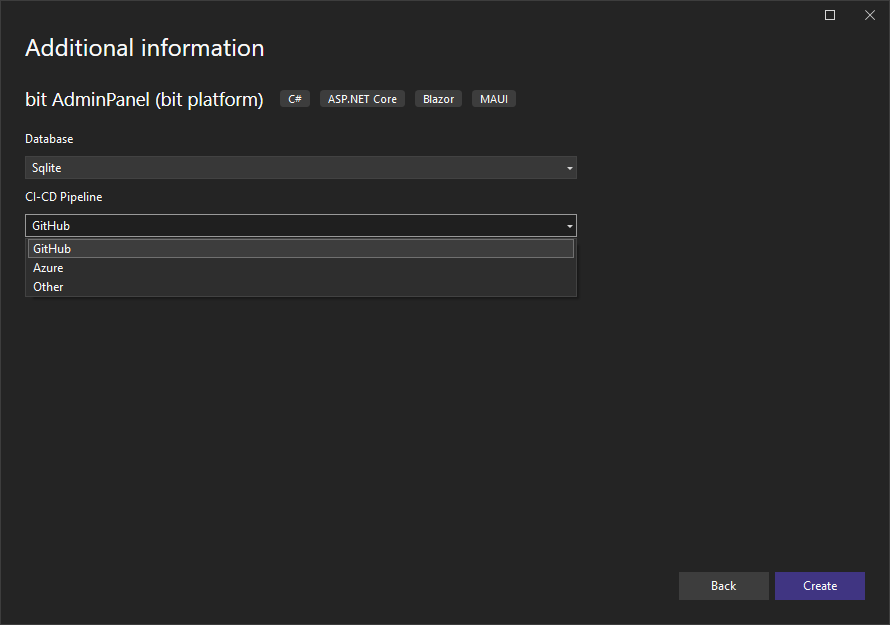 Additional information
bit AdminPanel (bit platform) C# ASP.NET Core Blazor MAUI
Database
Sqlite
CI-CD Pipeline
GitHub
GitHub
Azure
Other
Back Create